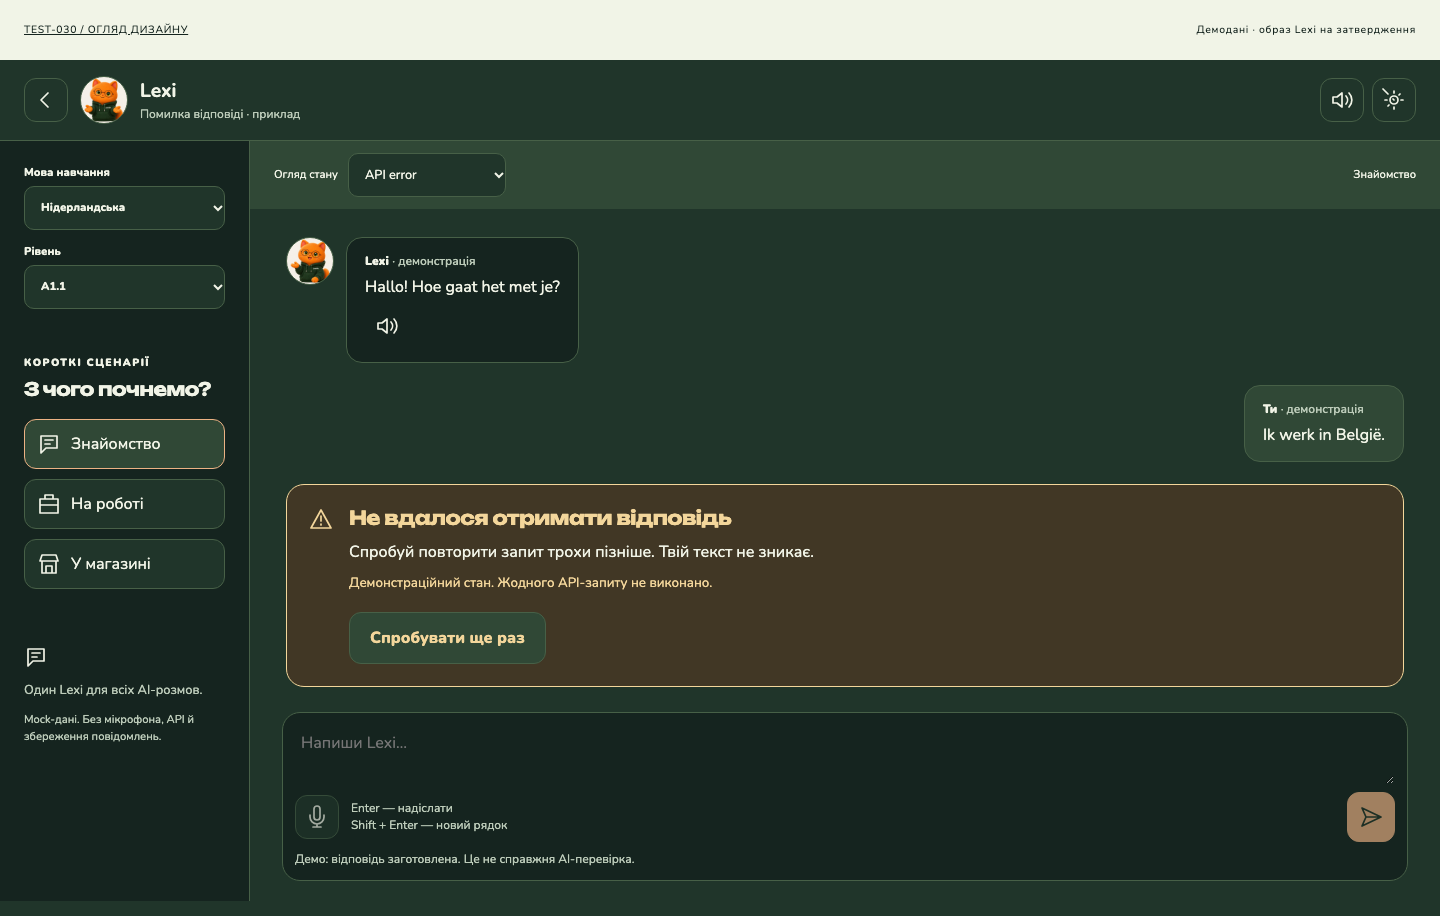 TEST-030 / ОГЛЯД ДИЗАЙНУ
Демодані · образ Lexi на затвердження
Lexi
Помилка відповіді · приклад
Мова навчання
Нідерландська
Рівень
A1.1
КОРОТКІ СЦЕНАРІЇ
З чого почнемо?
Знайомство
На роботі
У магазині
Один Lexi для всіх AI-розмов.
Mock-дані. Без мікрофона, API й
збереження повідомлень.
Огляд стану
API error
Знайомство
Lexi · демонстрація
Hallo! Hoe gaat het met je?
Ти · демонстрація
Ik werk in België.
Не вдалося отримати відповідь
Спробуй повторити запит трохи пізніше. Твій текст не зникає.
Демонстраційний стан. Жодного API-запиту не виконано.
Спробувати ще раз
Напиши Lexi...
Enter — надіслати
Shift + Enter — новий рядок
Демо: відповідь заготовлена. Це не справжня AI-перевірка.